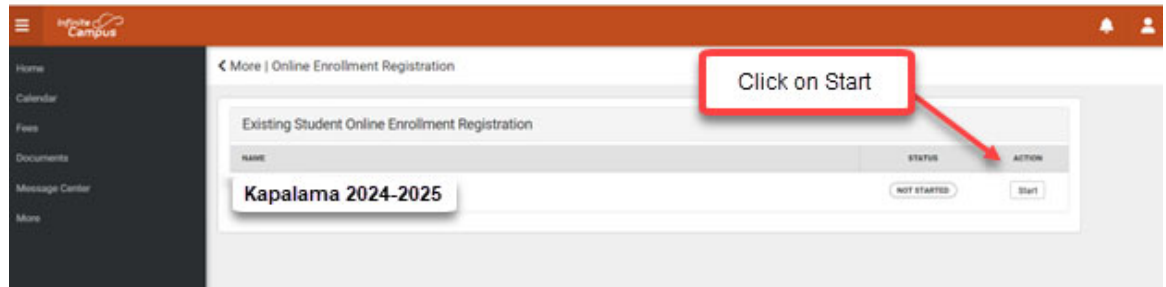 Infinite
Campus
Home
Calendar
Fees
Documents
Message Center
More
More | Online Enrollment Registration
Click on Start
Existing Student Online Enrollment Registration
NAME STATUS ACTION
Kapalama 2024-2025 NOT STARTED Start